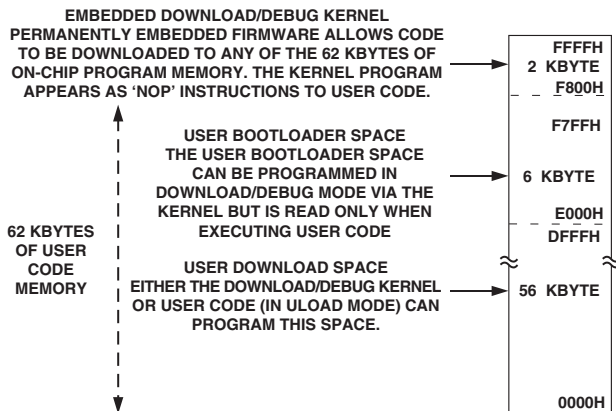 EMBEDDED DOWNLOAD/DEBUG KERNEL
PERMANENTLY EMBEDDED FIRMWARE ALLOWS CODE
TO BE DOWNLOADED TO ANY OF THE 62 KBYTES OF
ON-CHIP PROGRAM MEMORY. THE KERNEL PROGRAM
APPEARS AS ‘NOP’ INSTRUCTIONS TO USER CODE.
FFFFH
2 KBYTE
F800H
USER BOOTLOADER SPACE
THE USER BOOTLOADER SPACE
CAN BE PROGRAMMED IN
DOWNLOAD/DEBUG MODE VIA THE
KERNEL BUT IS READ ONLY WHEN
EXECUTING USER CODE
F7FFH
6 KBYTE
E000H
62 KBYTES
OF USER
CODE
MEMORY
USER DOWNLOAD SPACE
EITHER THE DOWNLOAD/DEBUG KERNEL
OR USER CODE (IN ULOAD MODE) CAN
PROGRAM THIS SPACE.
DFFFH
56 KBYTE
0000H